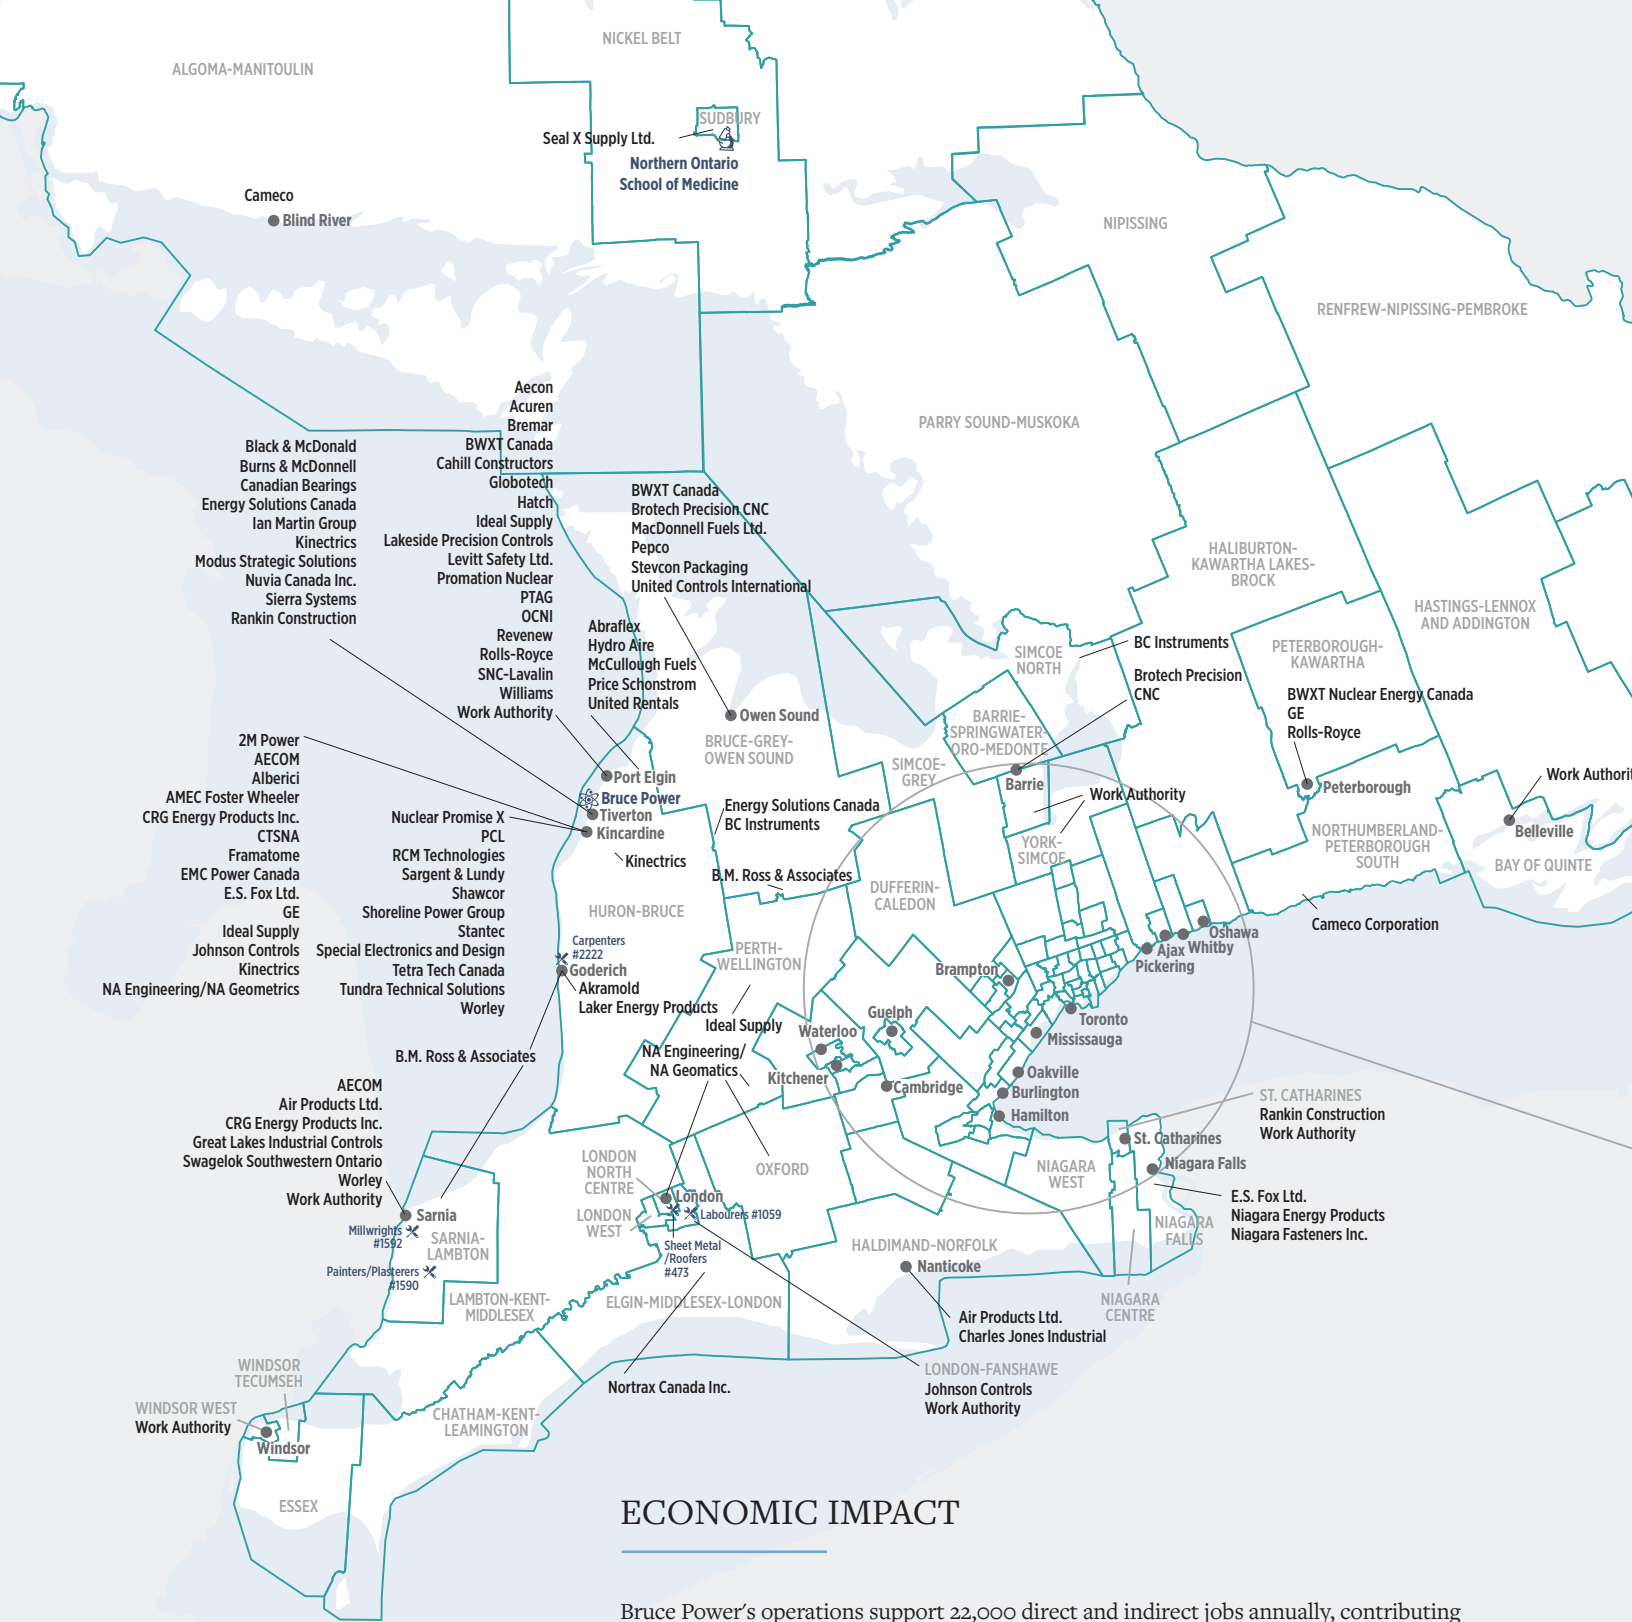 NICKEL BELT
ALGOMA-MANITOULIN
SUDBURY
Seal X Supply Ltd.
Northern Ontario
School of Medicine
Cameco
Blind River
NIPISSING
RENFREW-NIPISSING-PEMBROKE
PARRY SOUND-MUSKOKA
Aecon
Acuren
Bremar
BWXT Canada
Cahill Constructors
Globotech
Hatch
Ideal Supply
Lakeside Precision Controls
Levitt Safety Ltd.
Promation Nuclear
PTAG
OCNI
Revenew
Rolls-Royce
SNC-Lavalin
Williams
Work Authority
Black & McDonald
Burns & McDonnell
Canadian Bearings
Energy Solutions Canada
Ian Martin Group
Kinectrics
Modus Strategic Solutions
Nuvia Canada Inc.
Sierra Systems
Rankin Construction
BWXT Canada
Brotech Precision CNC
MacDonnell Fuels Ltd.
Pepco
Stevcon Packaging
United Controls International
Abraflex
Hydro Aire
McCullough Fuels
Price Schonstrom
United Rentals
Owen Sound
BRUCE-GREY-
OWEN SOUND
HALIBURTON-
KAWARTHA LAKES-
BROCK
HASTINGS-LENNOX
AND ADDINGTON
PETERBOROUGH-
KAWARTHA
SIMCOE
NORTH
BC Instruments
Brotech Precision
CNC
BARRIE-
SPRINGWATER-
ORO-MEDONTE
SIMCOE-
GREY
Barrie
Work Authority
YORK-
SIMCOE
BWXT Nuclear Energy Canada
GE
Rolls-Royce
Peterborough
NORTHUMBERLAND-
PETERBOROUGH
SOUTH
Work Authorit
Belleville
BAY OF QUINTE
Cameco Corporation
2M Power
AECOM
Alberici
AMEC Foster Wheeler
CRG Energy Products Inc.
CTSNA
Framatome
EMC Power Canada
E.S. Fox Ltd.
GE
Ideal Supply
Johnson Controls
Kinectrics
NA Engineering/NA Geometrics
Nuclear Promise X
PCL
RCM Technologies
Sargent & Lundy
Shawcor
Shoreline Power Group
Stantec
Special Electronics and Design
Tetra Tech Canada
Tundra Technical Solutions
Worley
Port Elgin
Bruce Power
Tiverton
Kincardine
Kinectrics
Energy Solutions Canada
BC Instruments
B.M. Ross & Associates
HURON-BRUCE
DUFFERIN-
CALEDON
PERTH-
WELLINGTON
Carpenters
#2222
Goderich
Akramold
Laker Energy Products
Ideal Supply
NA Engineering/
NA Geomatics
B.M. Ross & Associates
Brampton
Guelph
Waterloo
Kitchener
Cambridge
Oshawa
Whitby
Ajax
Pickering
Toronto
Mississauga
Oakville
Burlington
Hamilton
ST. CATHARINES
Rankin Construction
Work Authority
St. Catharines
Niagara Falls
E.S. Fox Ltd.
Niagara Energy Products
Niagara Fasteners Inc.
NIAGARA
WEST
NIAGARA
FALLS
NIAGARA
CENTRE
AECOM
Air Products Ltd.
CRG Energy Products Inc.
Great Lakes Industrial Controls
Swagelok Southwestern Ontario
Worley
Work Authority
Sarnia
Millwrights
#1592
SARNIA-
LAMBTON
Painters/Plasterers
#1590
LAMBTON-KENT-
MIDDLESEX
LONDON
NORTH
CENTRE
LONDON
WEST
London
Labourers #1059
Sheet Metal
/Roofers
#473
OXFORD
ELGIN-MIDDLESEX-LONDON
HALDIMAND-NORFOLK
Nanticoke
Air Products Ltd.
Charles Jones Industrial
LONDON-FANSHAWE
Johnson Controls
Work Authority
Nortrax Canada Inc.
WINDSOR
TECUMSEH
WINDSOR WEST
Work Authority
Windsor
ESSEX
CHATHAM-KENT-
LEAMINGTON
ECONOMIC IMPACT
Bruce Power's operations support 22,000 direct and indirect jobs annually, contributing